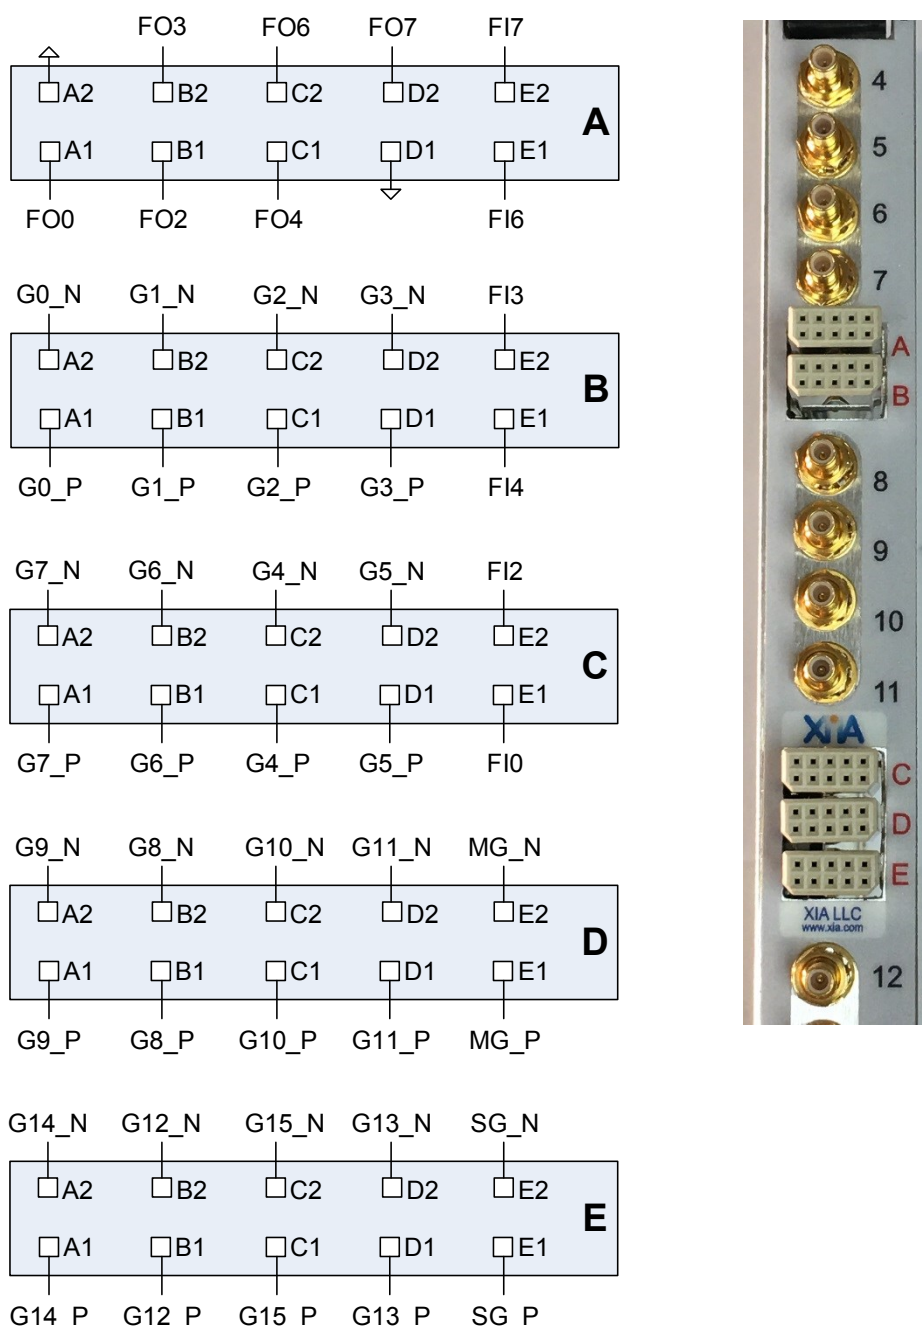 FO3 FO6 FO7 FI7
A2 B2 C2 D2 E2
A
A1 B1 C1 D1 E1
FO0 FO2 FO4 FI6
G0_N G1_N G2_N G3_N FI3
A2 B2 C2 D2 E2
B
A1 B1 C1 D1 E1
G0_P G1_P G2_P G3_P FI4
G7_N G6_N G4_N G5_N FI2
A2 B2 C2 D2 E2
C
A1 B1 C1 D1 E1
G7_P G6_P G4_P G5_P FI0
G9_N G8_N G10_N G11_N MG_N
A2 B2 C2 D2 E2
D
A1 B1 C1 D1 E1
G9_P G8_P G10_P G11_P MG_P
G14_N G12_N G15_N G13_N SG_N
A2 B2 C2 D2 E2
E
A1 B1 C1 D1 E1
G14_P G12_P G15_P G13_P SG_P
4
5
6
7
A
B
8
9
10
11
XIA
C
D
E
XIA LLC
www.xia.com
12